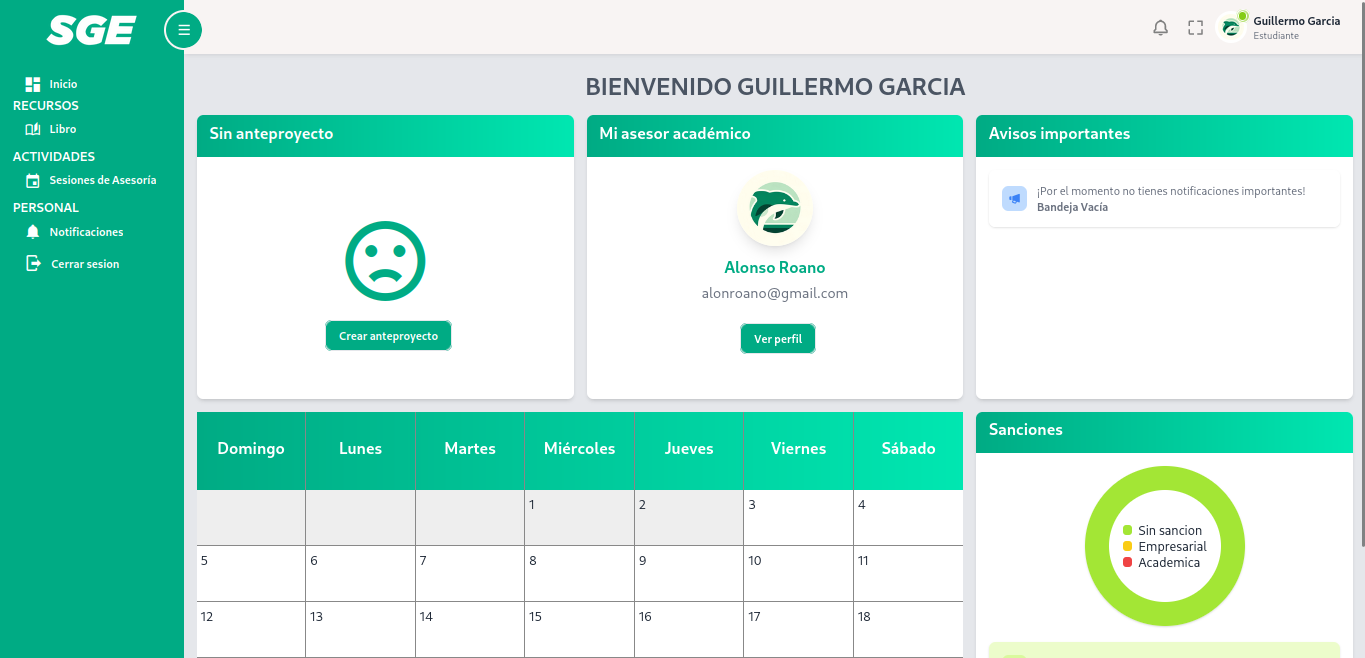 SGE
Inicio
RECURSOS
Libro
ACTIVIDADES
Sesiones de Asesoría
PERSONAL
Notificaciones
Cerrar sesion
Guillermo Garcia
Estudiante
BIENVENIDO GUILLERMO GARCIA
Sin anteproyecto
Crear anteproyecto
Mi asesor académico
Alonso Roano
alonroano@gmail.com
Ver perfil
Avisos importantes
¡Por el momento no tienes notificaciones importantes!
Bandeja Vacía
Domingo Lunes Martes Miércoles Jueves Viernes Sábado
1 2 3 4
5 6 7 8 9 10 11
12 13 14 15 16 17 18
Sanciones
Sin sancion
Empresarial
Academica